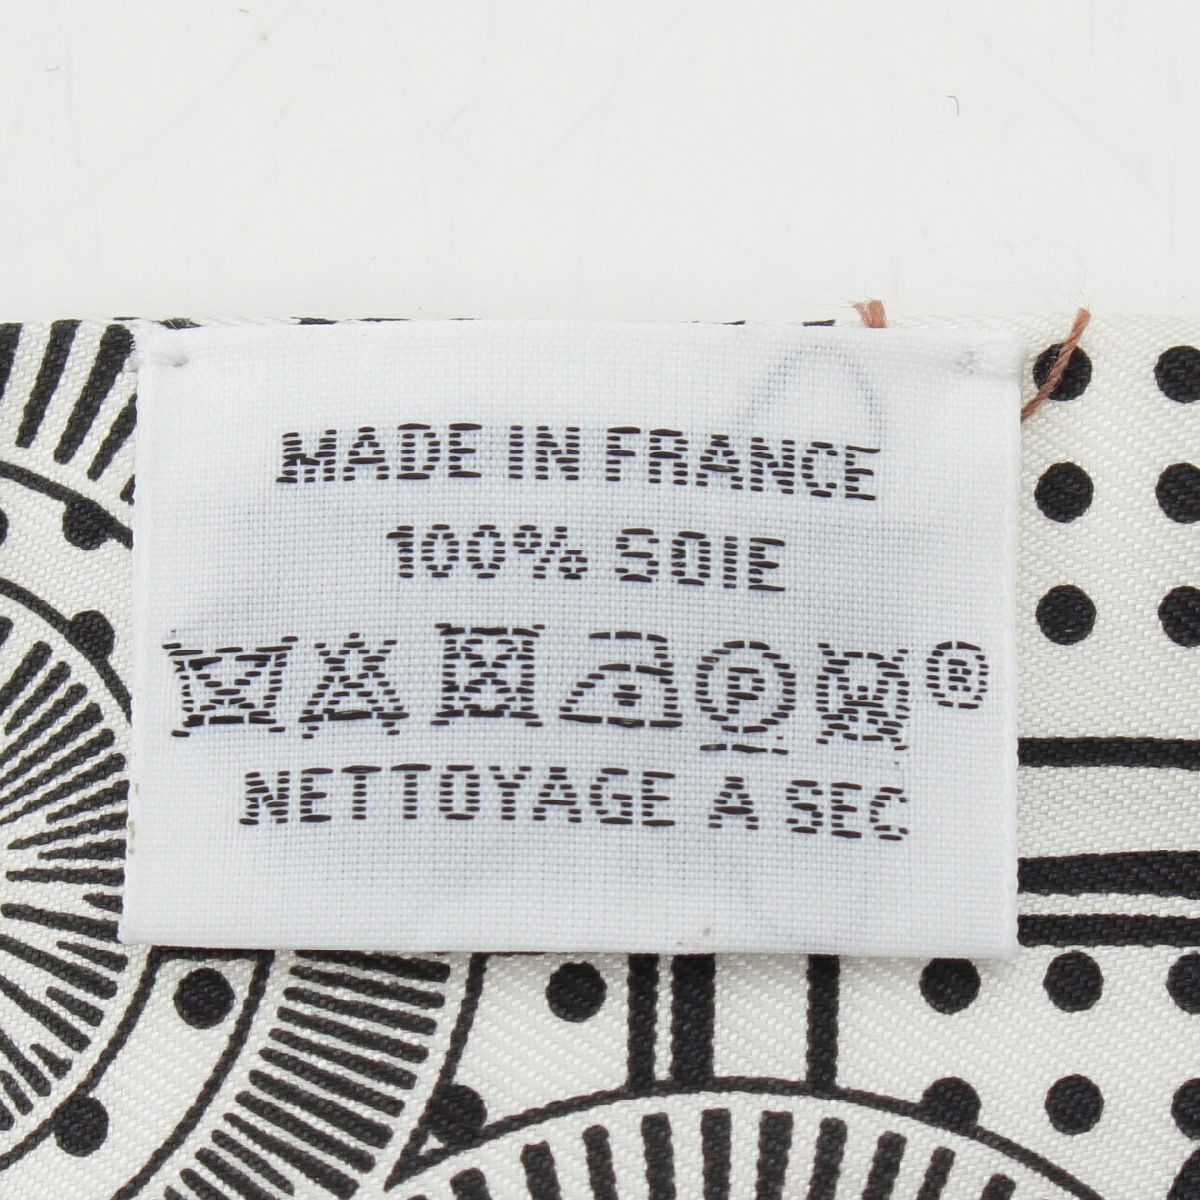 MADE IN FRANCE
100% SOIE
P ®
NETTOYAGE A SEC